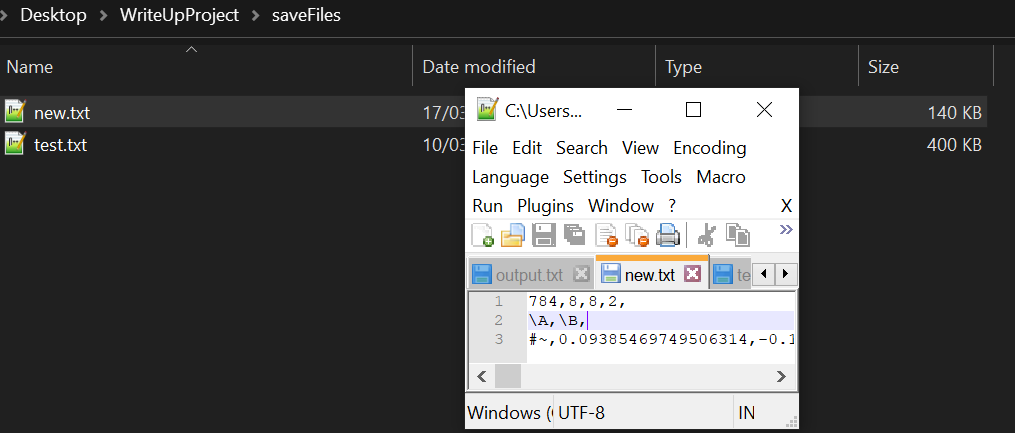 Desktop > WriteUpProject > saveFiles
Name Date modified Type Size
new.txt 17/03 140 KB
test.txt 10/03 400 KB
C:\Users...
File Edit Search View Encoding
Language Settings Tools Macro
Run Plugins Window ? X
output.txt new.txt te
1 784,8,8,2,
2 \A,\B,
3 #~,0.09385469749506314,-0.1
Windows (C UTF-8 IN